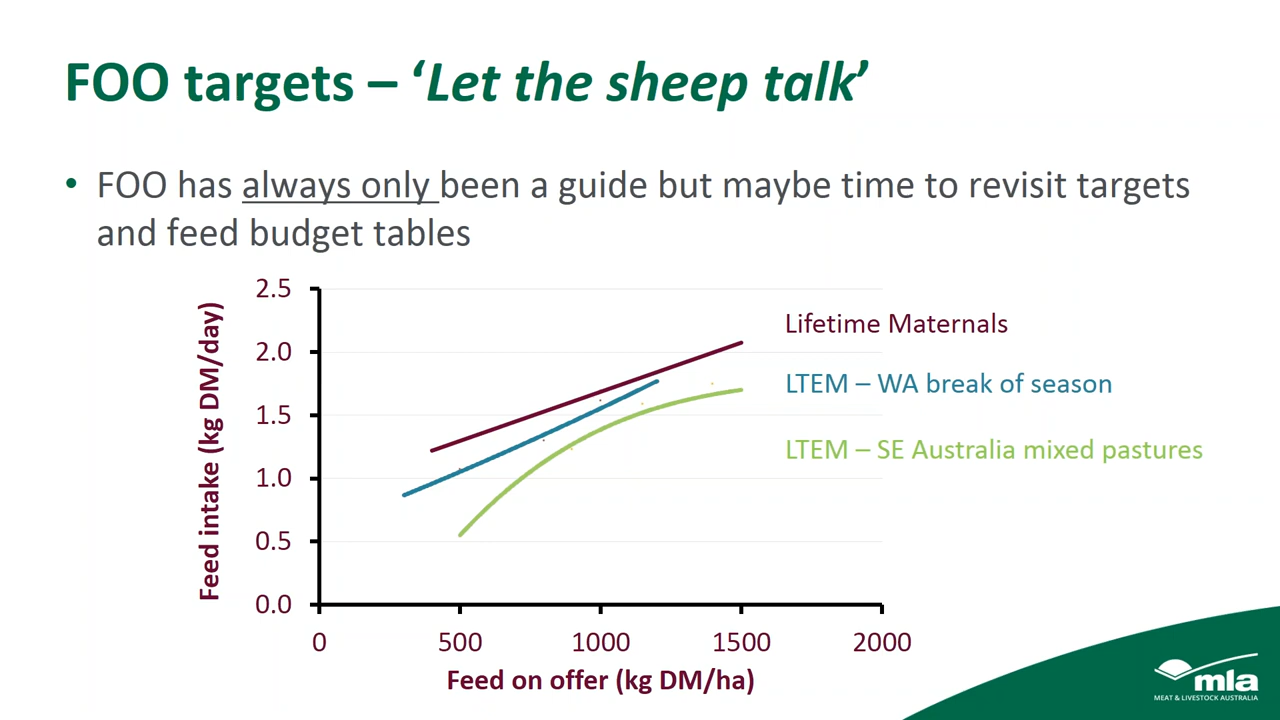 FOO targets – ‘Let the sheep talk’
• FOO has always only been a guide but maybe time to revisit targets
and feed budget tables
2.5
2.0
1.5
1.0
0.5
0.0
Feed intake (kg DM/day)
Lifetime Maternals
LTEM – WA break of season
LTEM – SE Australia mixed pastures
0 500 1000 1500 2000
Feed on offer (kg DM/ha)
mla
MEAT & LIVESTOCK AUSTRALIA